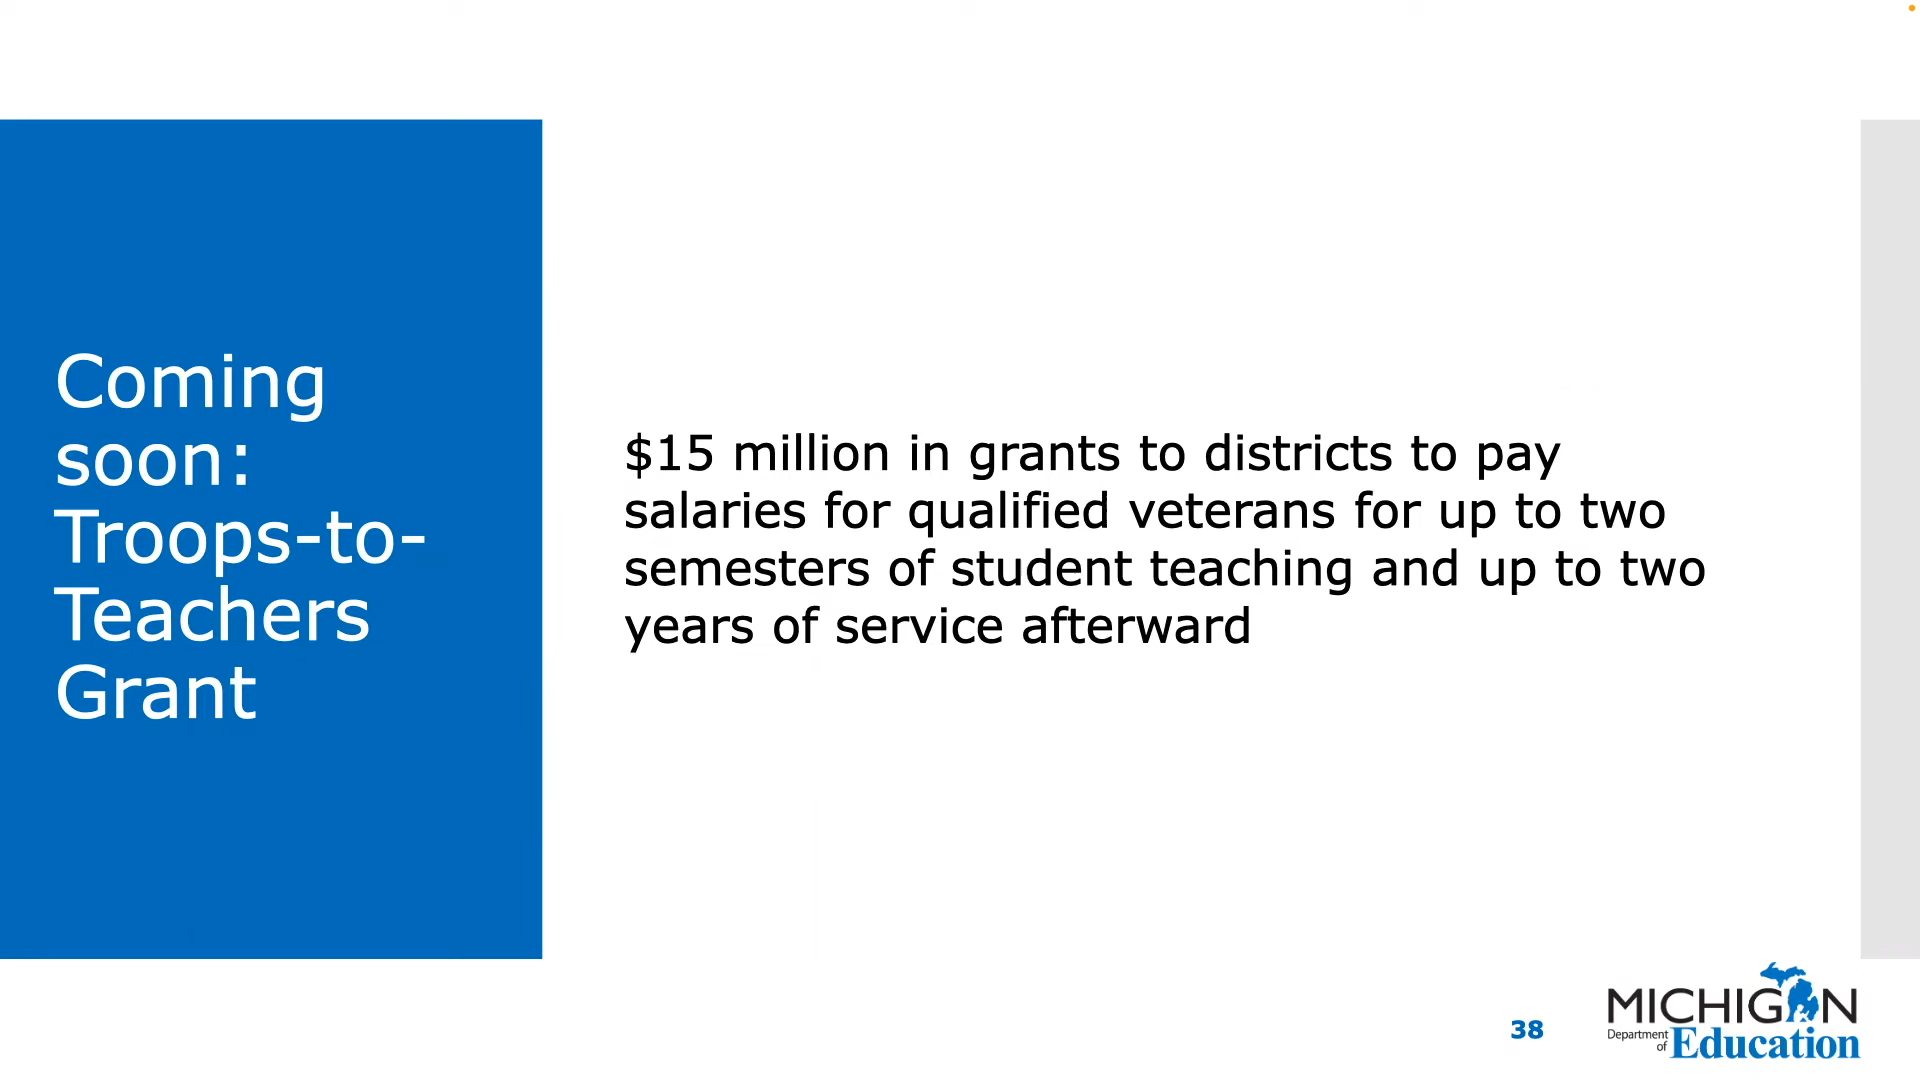 Coming
soon:
Troops-to-
Teachers
Grant
$15 million in grants to districts to pay
salaries for qualified veterans for up to two
semesters of student teaching and up to two
years of service afterward
38
MICHIGAN
Department
of Education